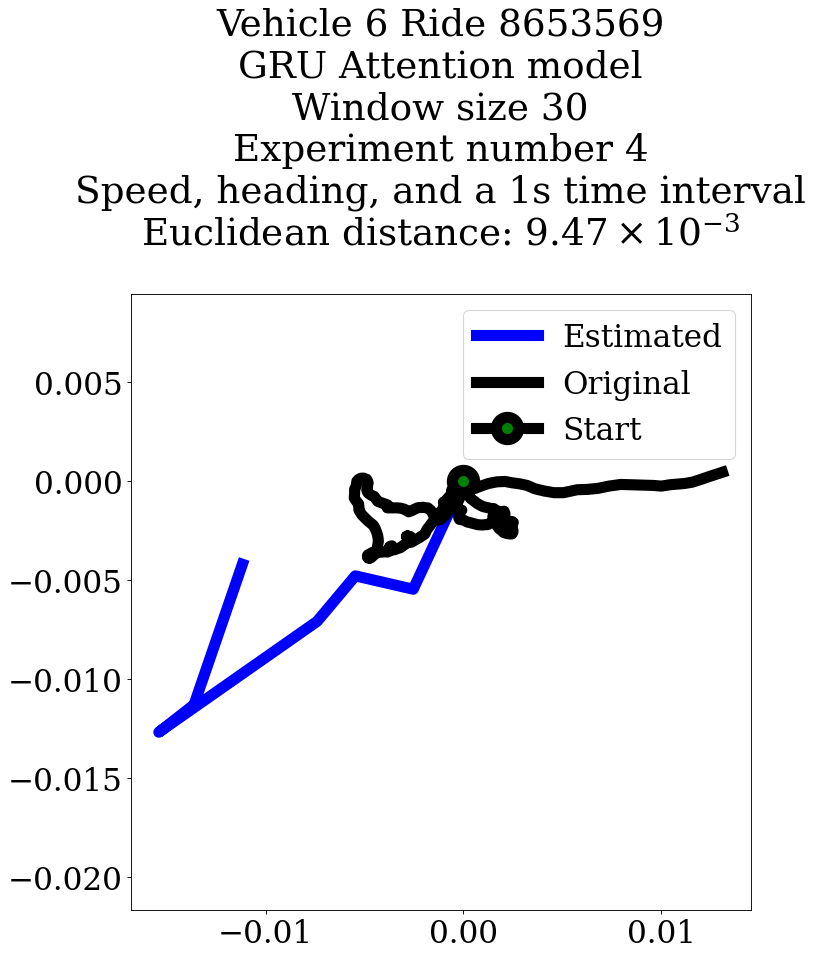 Vehicle 6 Ride 8653569
GRU Attention model
Window size 30
Experiment number 4
Speed, heading, and a 1s time interval
Euclidean distance: 9.47 × 10⁻³
Estimated
Original
Start
0.005
0.000
−0.005
−0.010
−0.015
−0.020
−0.01 0.00 0.01